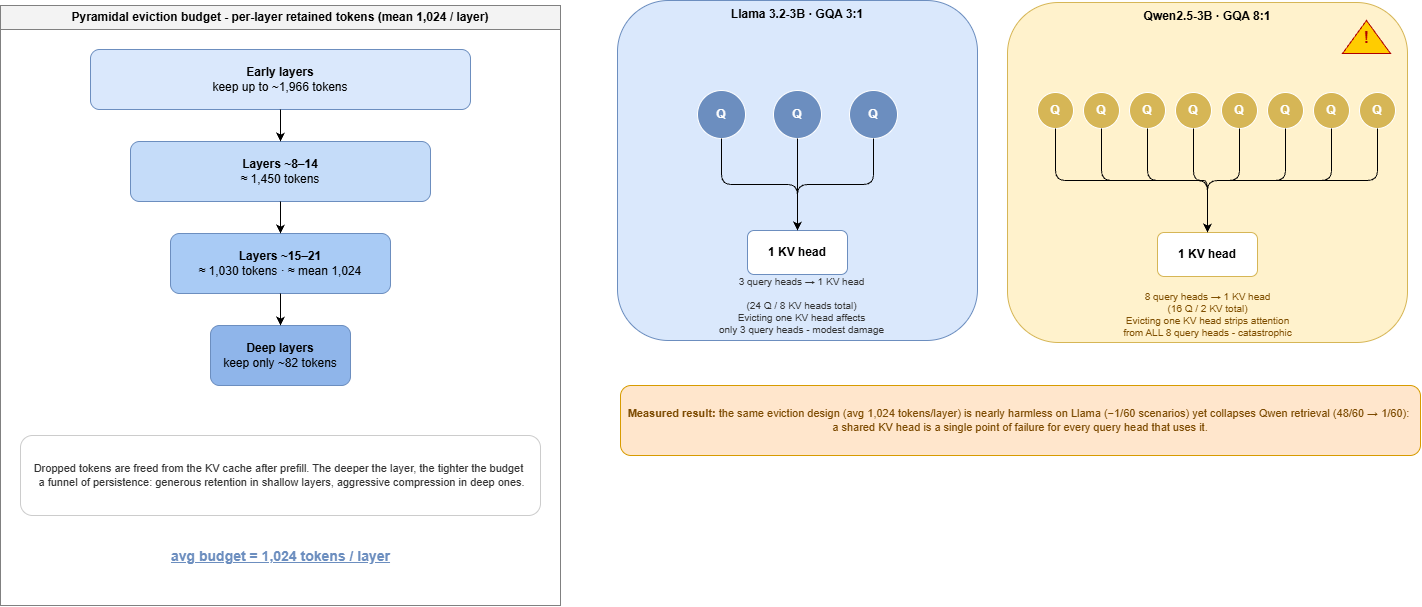 Pyramidal eviction budget - per-layer retained tokens (mean 1,024 / layer)
Early layers
keep up to ~1,966 tokens
Layers ~8–14
≈ 1,450 tokens
Layers ~15–21
≈ 1,030 tokens · ≈ mean 1,024
Deep layers
keep only ~82 tokens
Dropped tokens are freed from the KV cache after prefill. The deeper the layer, the tighter the budget
a funnel of persistence: generous retention in shallow layers, aggressive compression in deep ones.
avg budget = 1,024 tokens / layer
Llama 3.2-3B · GQA 3:1
Q Q Q
1 KV head
3 query heads → 1 KV head
(24 Q / 8 KV heads total)
Evicting one KV head affects
only 3 query heads - modest damage
Qwen2.5-3B · GQA 8:1
!
Q Q Q Q Q Q Q Q
1 KV head
8 query heads → 1 KV head
(16 Q / 2 KV total)
Evicting one KV head strips attention
from ALL 8 query heads - catastrophic
Measured result: the same eviction design (avg 1,024 tokens/layer) is nearly harmless on Llama (−1/60 scenarios) yet collapses Qwen retrieval (48/60 → 1/60):
a shared KV head is a single point of failure for every query head that uses it.